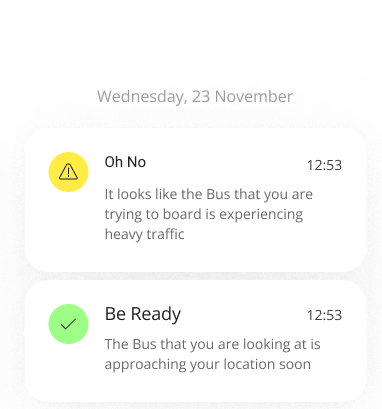 Wednesday, 23 November
Oh No
12:53
It looks like the Bus that you are
trying to board is experiencing
heavy traffic
Be Ready
12:53
The Bus that you are looking at is
approaching your location soon